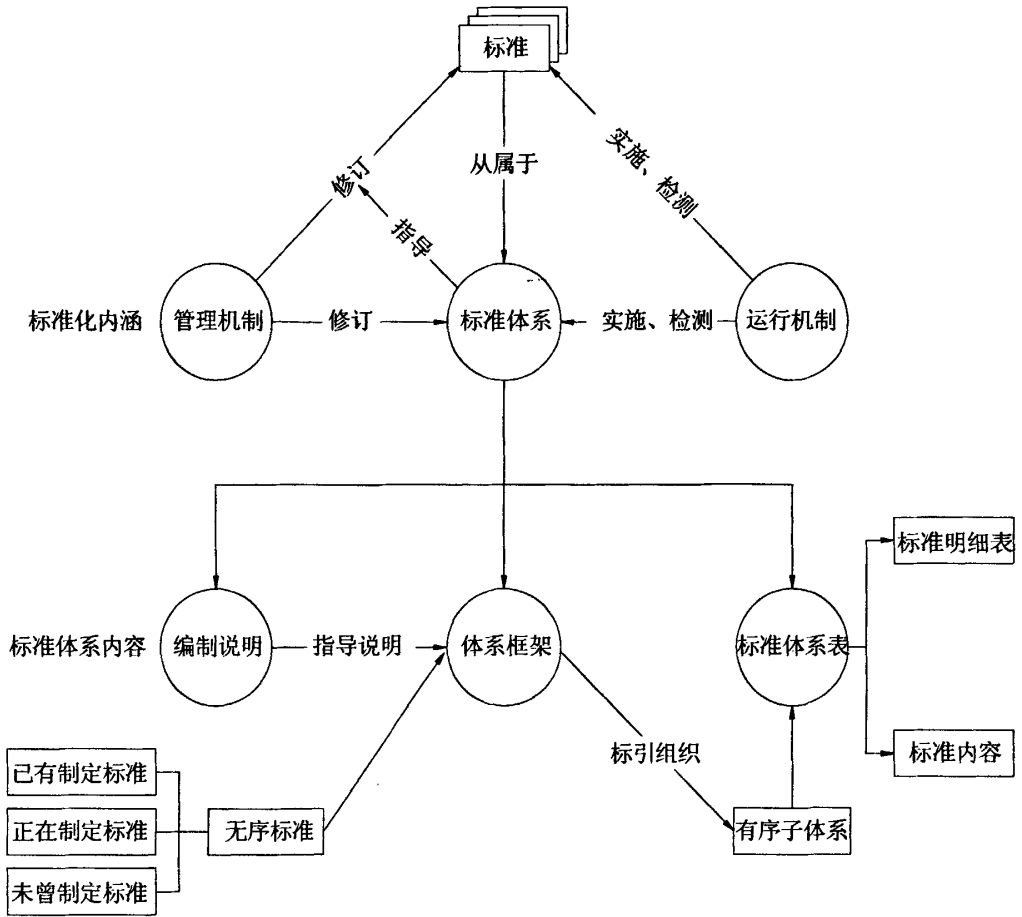 标准
从属于
实施、检测
修订
指导
标准化内涵
管理机制
修订
标准体系
实施、检测
运行机制
标准明细表
标准体系内容
编制说明
指导说明
体系框架
标准体系表
标引组织
标准内容
已有制定标准
正在制定标准
无序标准
有序子体系
未曾制定标准